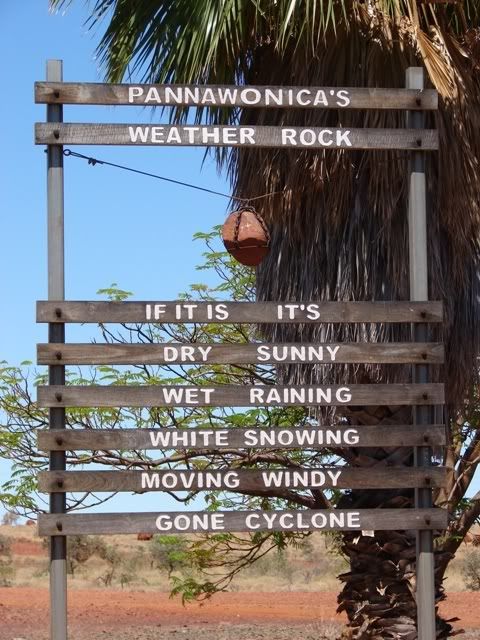 PANNAWONICA'S
WEATHER ROCK
IF IT IS IT'S
DRY SUNNY
WET RAINING
WHITE SNOWING
MOVING WINDY
GONE CYCLONE